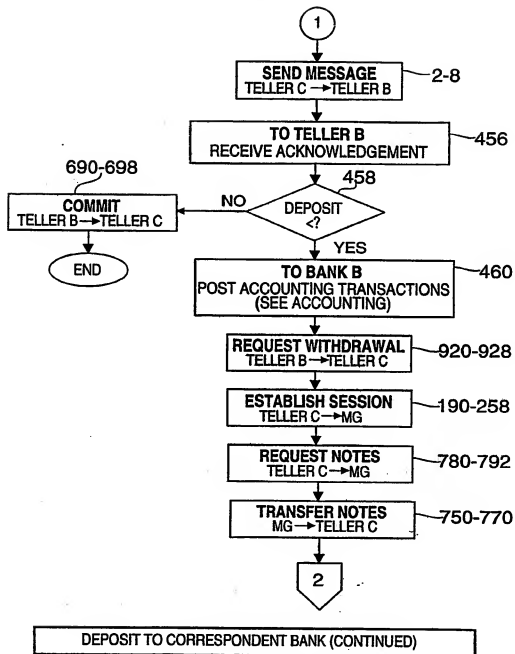 1
SEND MESSAGE
TELLER C → TELLER B
2-8
TO TELLER B
RECEIVE ACKNOWLEDGEMENT
456
690-698
458
COMMIT
TELLER B → TELLER C
NO
DEPOSIT
<?
END
YES
TO BANK B
POST ACCOUNTING TRANSACTIONS
(SEE ACCOUNTING)
460
REQUEST WITHDRAWAL
TELLER B → TELLER C
920-928
ESTABLISH SESSION
TELLER C → MG
190-258
REQUEST NOTES
TELLER C → MG
780-792
TRANSFER NOTES
MG → TELLER C
750-770
2
DEPOSIT TO CORRESPONDENT BANK (CONTINUED)